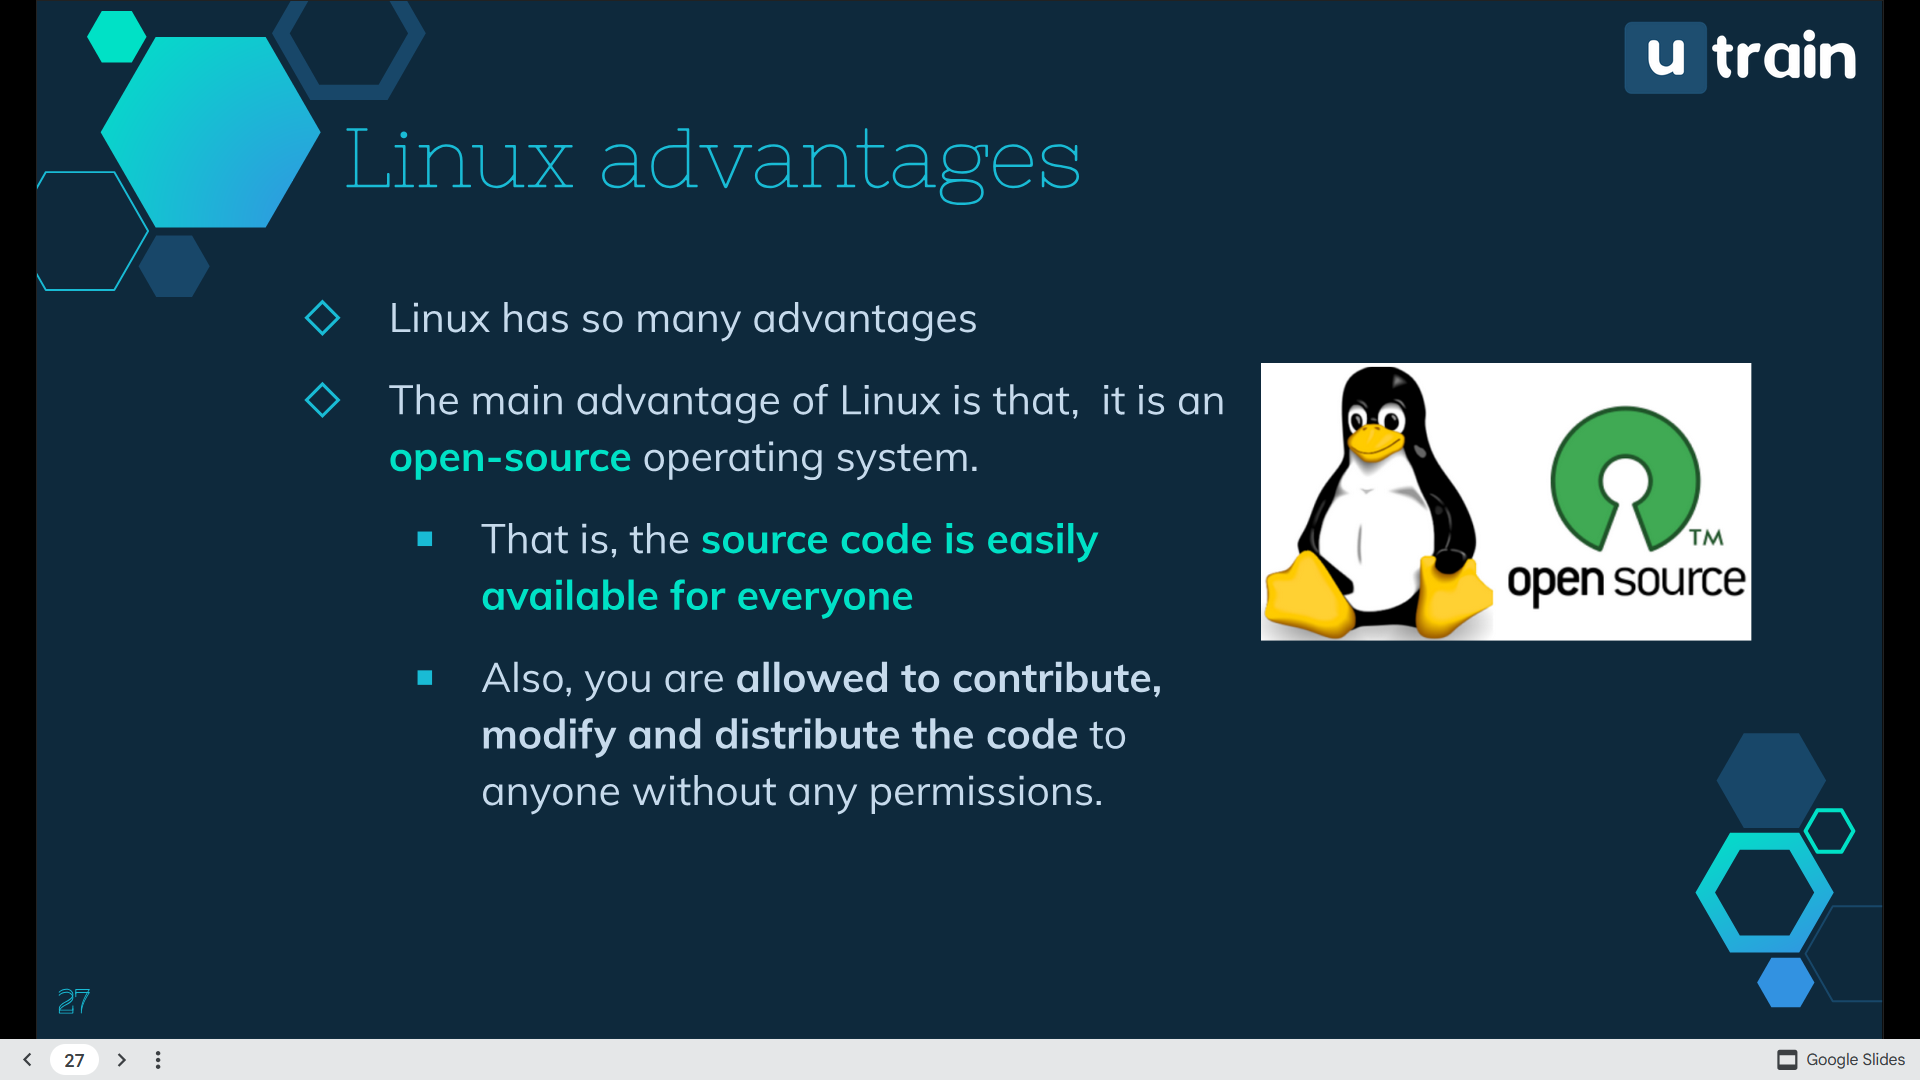 u train
Linux advantages
Linux has so many advantages
The main advantage of Linux is that,  it is an
open-source operating system.
That is, the source code is easily
available for everyone
Also, you are allowed to contribute,
modify and distribute the code to
anyone without any permissions.
TM
open source
27
27
Google Slides